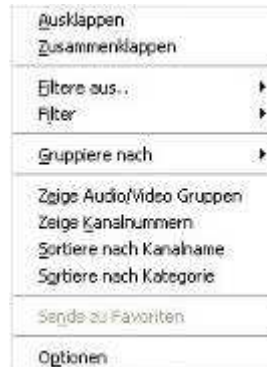 Ausklappen
Zusammenklappen
Filtere aus..
Filter
Gruppiere nach
Zeige Audio/Video Gruppen
Zeige Kanalnummern
Sortiere nach Kanalname
Sortiere nach Kategorie
Sende zu Favoriten
Optionen